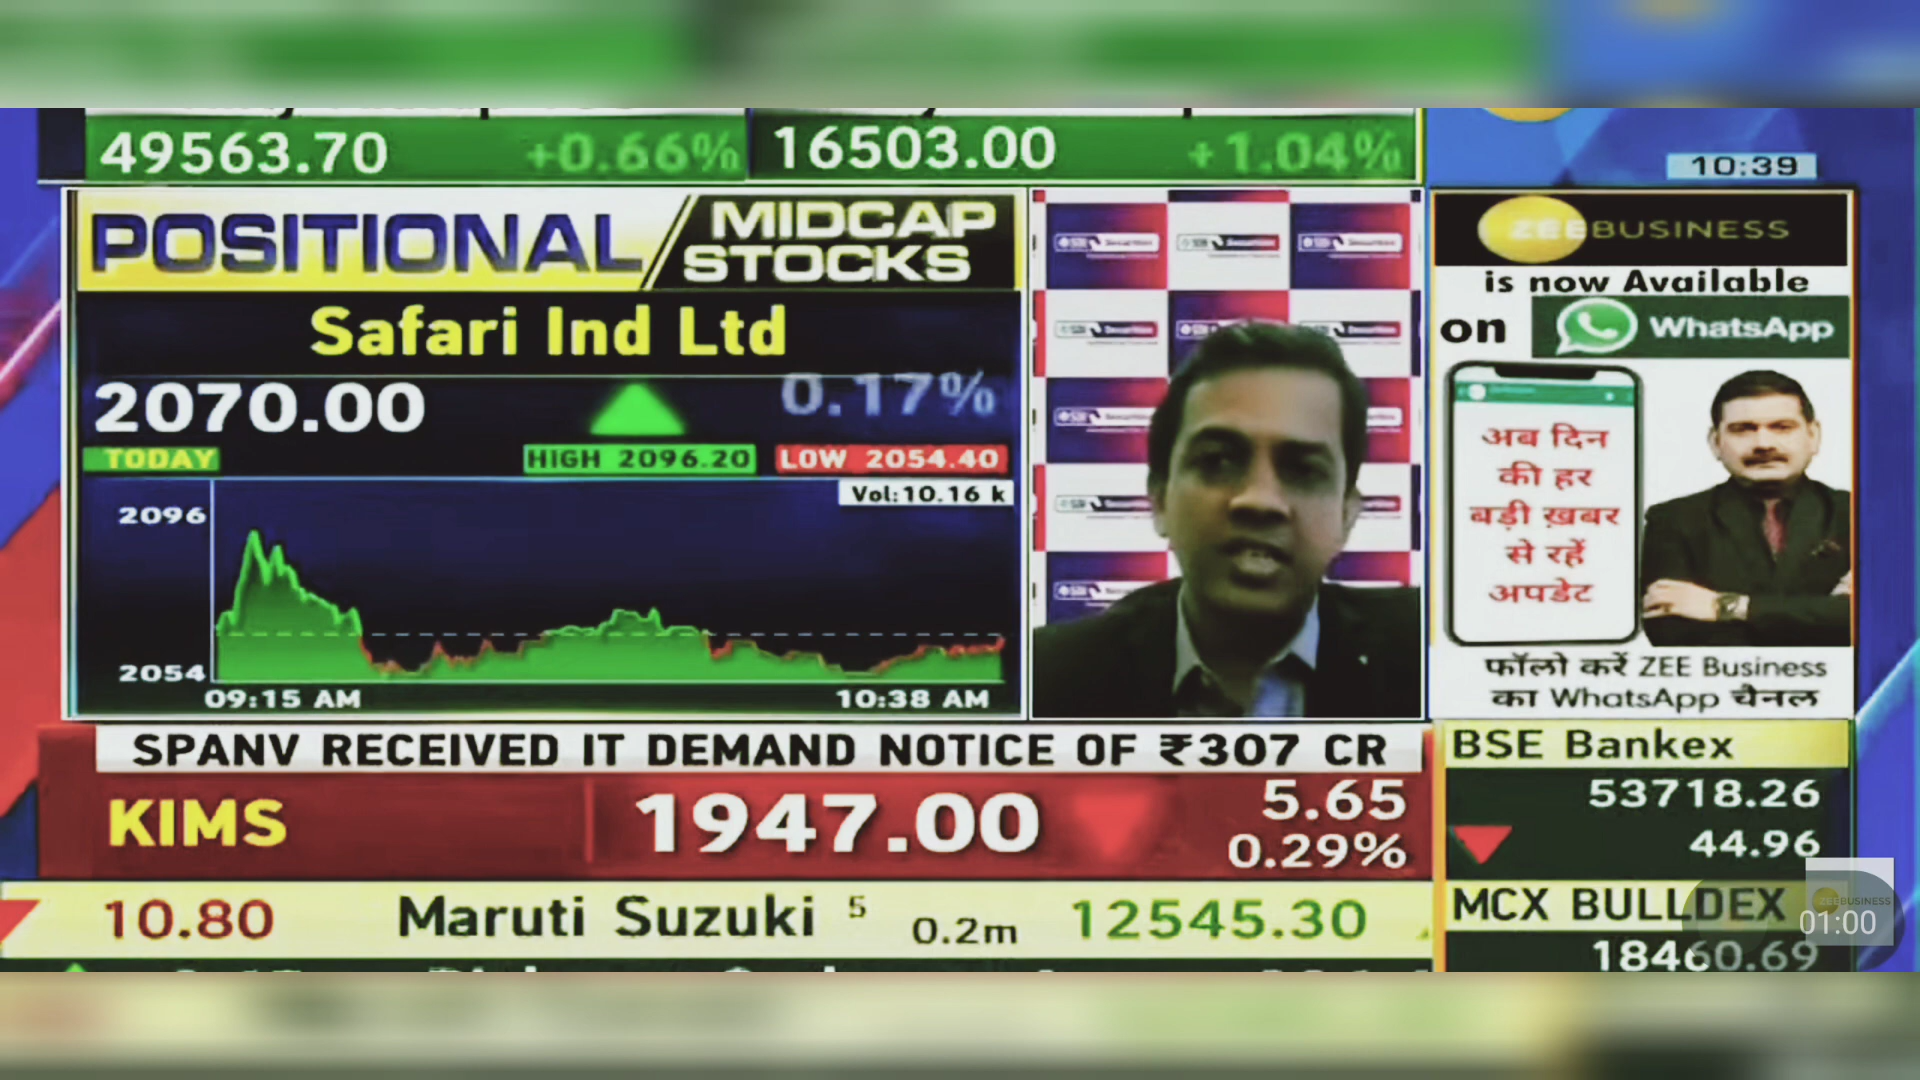 49563.70 +0.66% 16503.00 +1.04%
10:39
POSITIONAL MIDCAP STOCKS
Safari Ind Ltd
2070.00 0.17%
TODAY HIGH 2096.20 LOW 2054.40
Vol:10.16 k
2096
2054
09:15 AM 10:38 AM
ZEEBUSINESS
is now Available
on WhatsApp
अब दिन
की हर
बड़ी ख़बर
से रहें
अपडेट
फॉलो करें ZEE Business
का WhatsApp चैनल
SPANV RECEIVED IT DEMAND NOTICE OF ₹307 CR
KIMS 1947.00 5.65
0.29%
10.80 Maruti Suzuki 5 0.2m 12545.30
BSE Bankex
53718.26
44.96
MCX BULLDEX
18460.69
ZEEBUSINESS
01:00